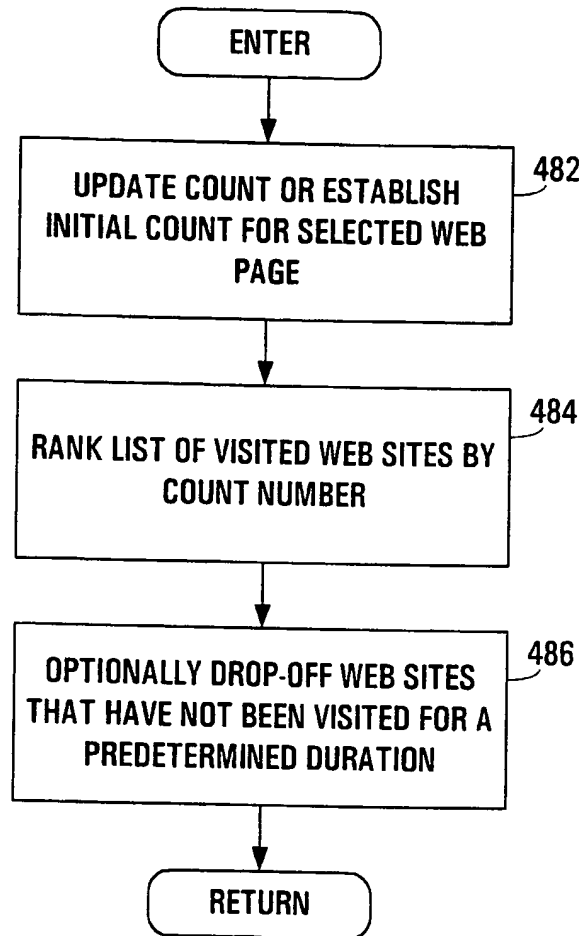 ENTER
UPDATE COUNT OR ESTABLISH
INITIAL COUNT FOR SELECTED WEB
PAGE
482
RANK LIST OF VISITED WEB SITES BY
COUNT NUMBER
484
OPTIONALLY DROP-OFF WEB SITES
THAT HAVE NOT BEEN VISITED FOR A
PREDETERMINED DURATION
486
RETURN